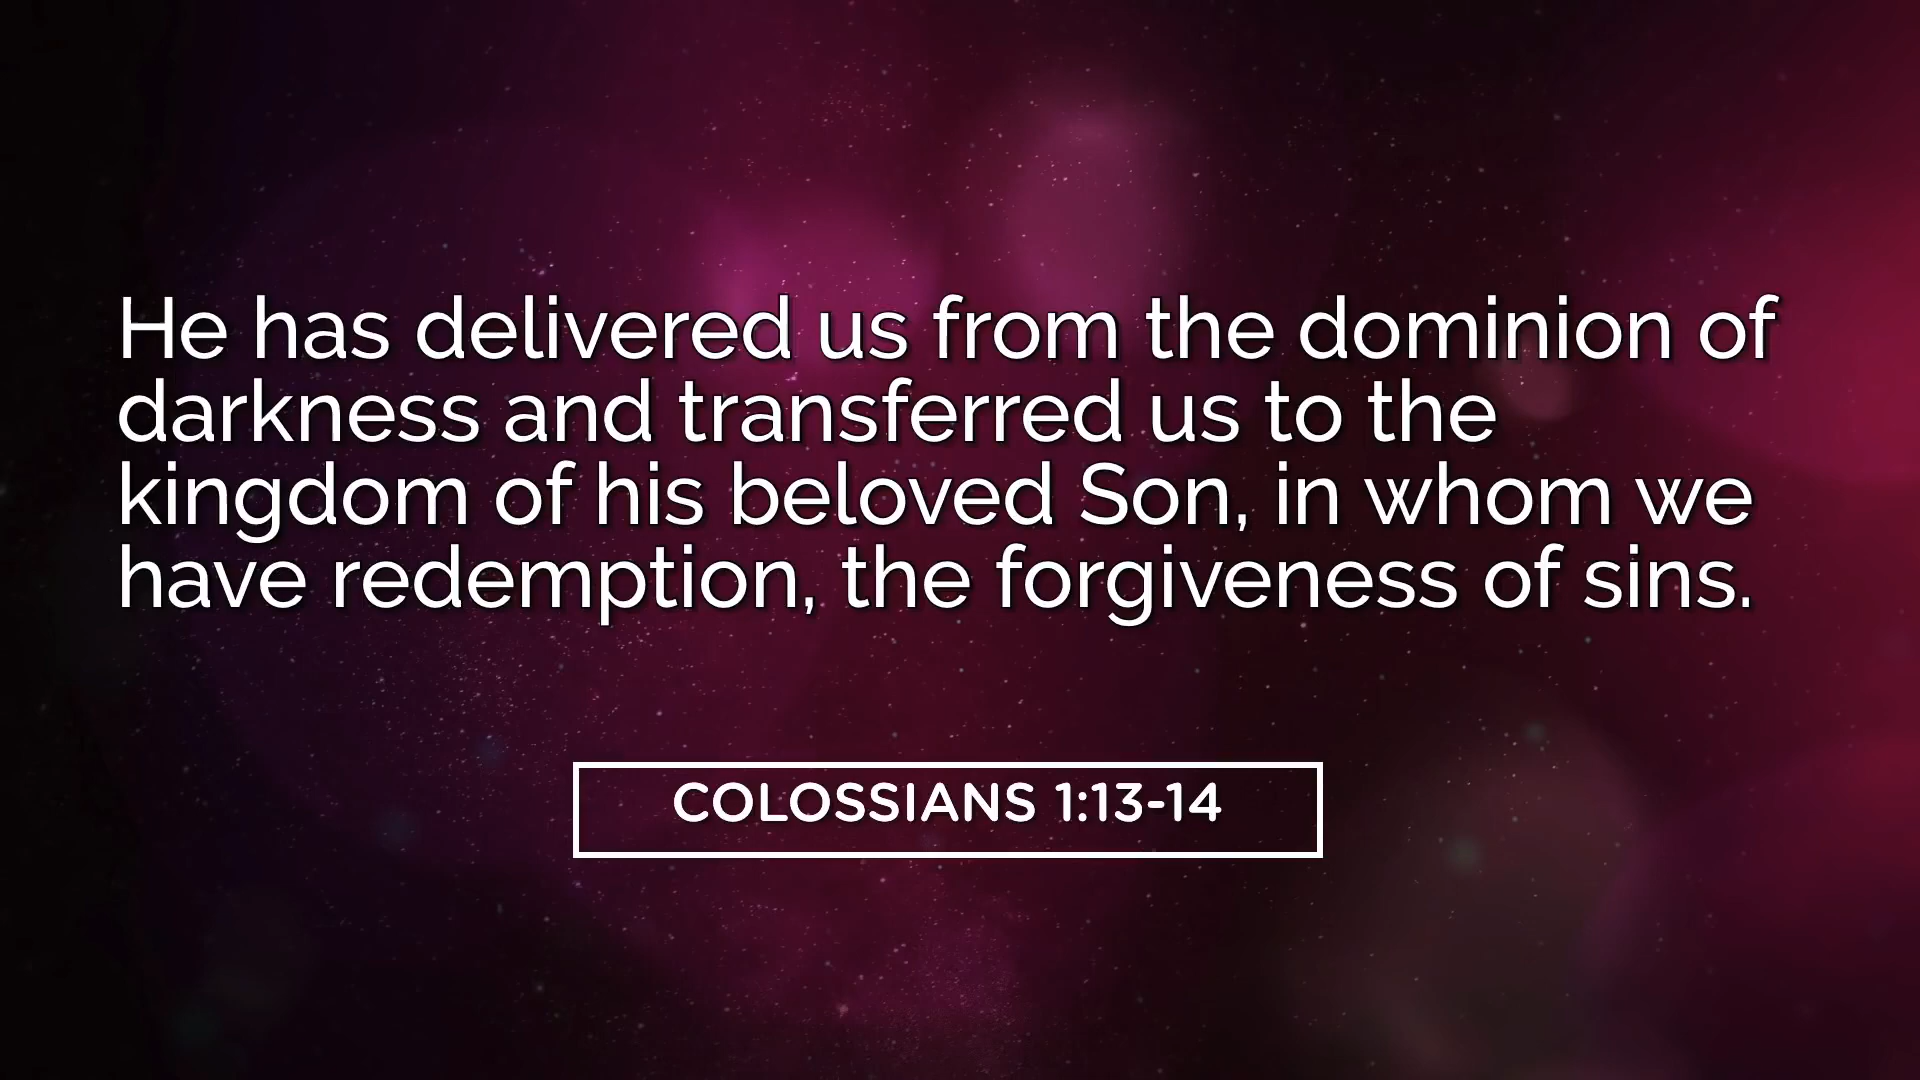 He has delivered us from the dominion of
darkness and transferred us to the
kingdom of his beloved Son, in whom we
have redemption, the forgiveness of sins.
COLOSSIANS 1:13-14